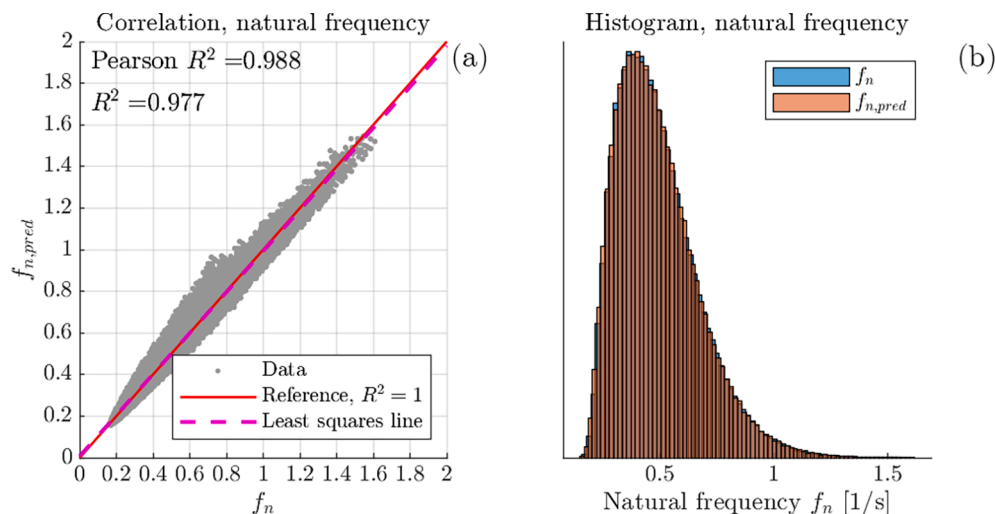 Correlation, natural frequency
(a)
Pearson R² =0.988
R² =0.977
2
1.8
1.6
1.4
1.2
1
0.8
0.6
0.4
0.2
0
f_{n,pred}
Data
Reference, R² = 1
Least squares line
0 0.2 0.4 0.6 0.8 1 1.2 1.4 1.6 1.8 2
f_n
Histogram, natural frequency
(b)
f_n
f_{n,pred}
0.5 1 1.5
Natural frequency f_n [1/s]